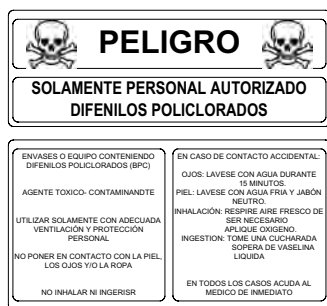 PELIGRO
SOLAMENTE PERSONAL AUTORIZADO
DIFENILOS POLICLORADOS
ENVASES O EQUIPO CONTENIENDO
DIFENILOS POLICLORADOS (BPC)
AGENTE TOXICO- CONTAMINANDTE
UTILIZAR SOLAMENTE CON ADECUADA
VENTILACIÓN Y PROTECCIÓN
PERSONAL
NO PONER EN CONTACTO CON LA PIEL,
LOS OJOS Y/O LA ROPA
NO INHALAR NI INGERISR
EN CASO DE CONTACTO ACCIDENTAL:
OJOS: LAVESE CON AGUA DURANTE
15 MINUTOS.
PIEL: LAVESE CON AGUA FRIA Y JABÓN
NEUTRO.
INHALACIÓN: RESPIRE AIRE FRESCO DE
SER NECESARIO
APLIQUE OXIGENO.
INGESTION: TOME UNA CUCHARADA
SOPERA DE VASELINA
LIQUIDA
EN TODOS LOS CASOS ACUDA AL
MEDICO DE INMEDIATO